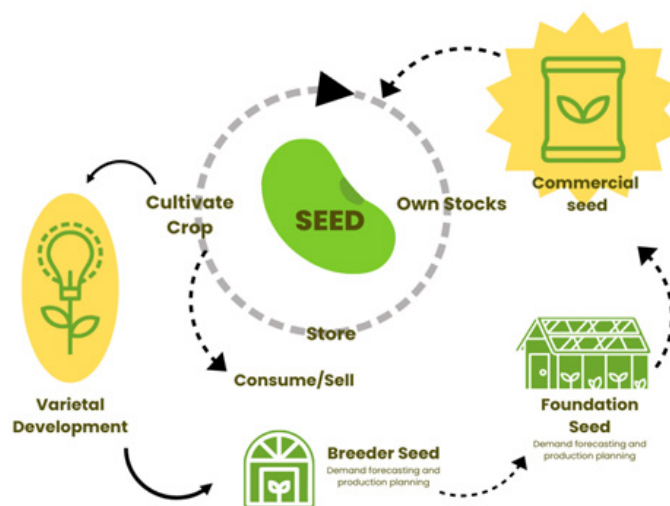 Commercial
seed
Cultivate
Crop
SEED
Own Stocks
Store
Consume/Sell
Varietal
Development
Breeder Seed
Demand forecasting and
production planning
Foundation
Seed
Demand forecasting and
production planning